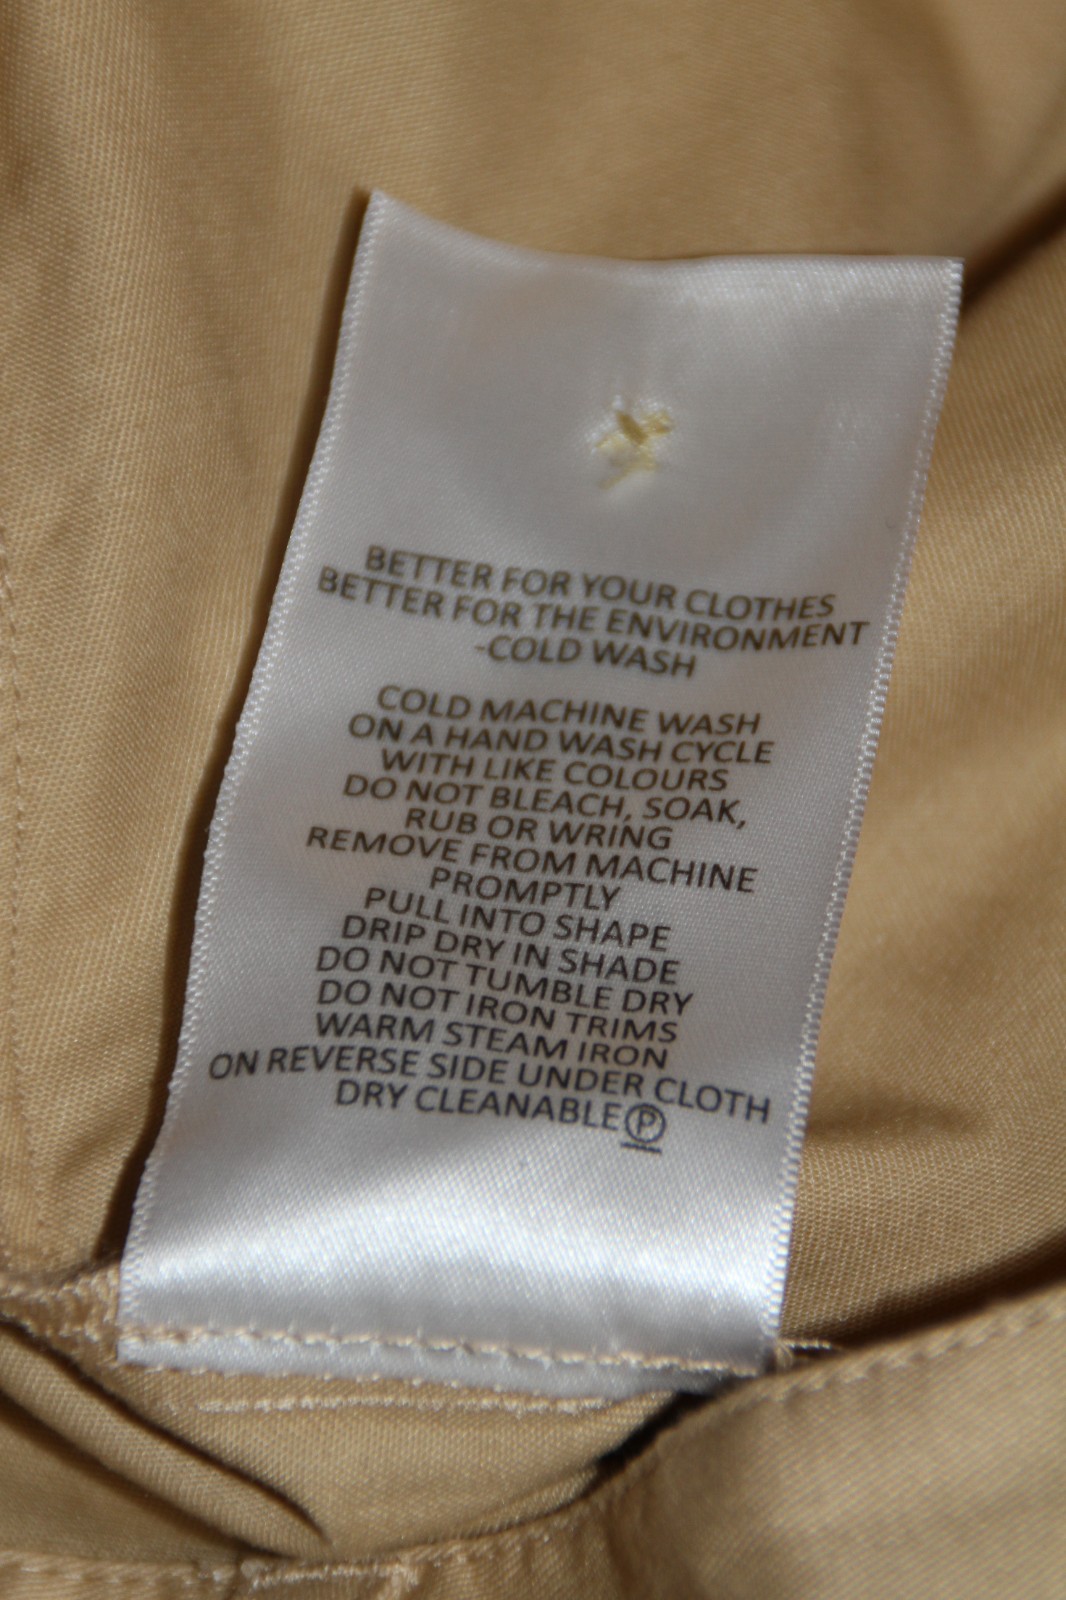 BETTER FOR YOUR CLOTHES
BETTER FOR THE ENVIRONMENT
-COLD WASH
COLD MACHINE WASH
ON A HAND WASH CYCLE
WITH LIKE COLOURS
DO NOT BLEACH, SOAK,
RUB OR WRING
REMOVE FROM MACHINE
PROMPTLY
PULL INTO SHAPE
DRIP DRY IN SHADE
DO NOT TUMBLE DRY
DO NOT IRON TRIMS
WARM STEAM IRON
ON REVERSE SIDE UNDER CLOTH
DRY CLEANABLE Ⓟ